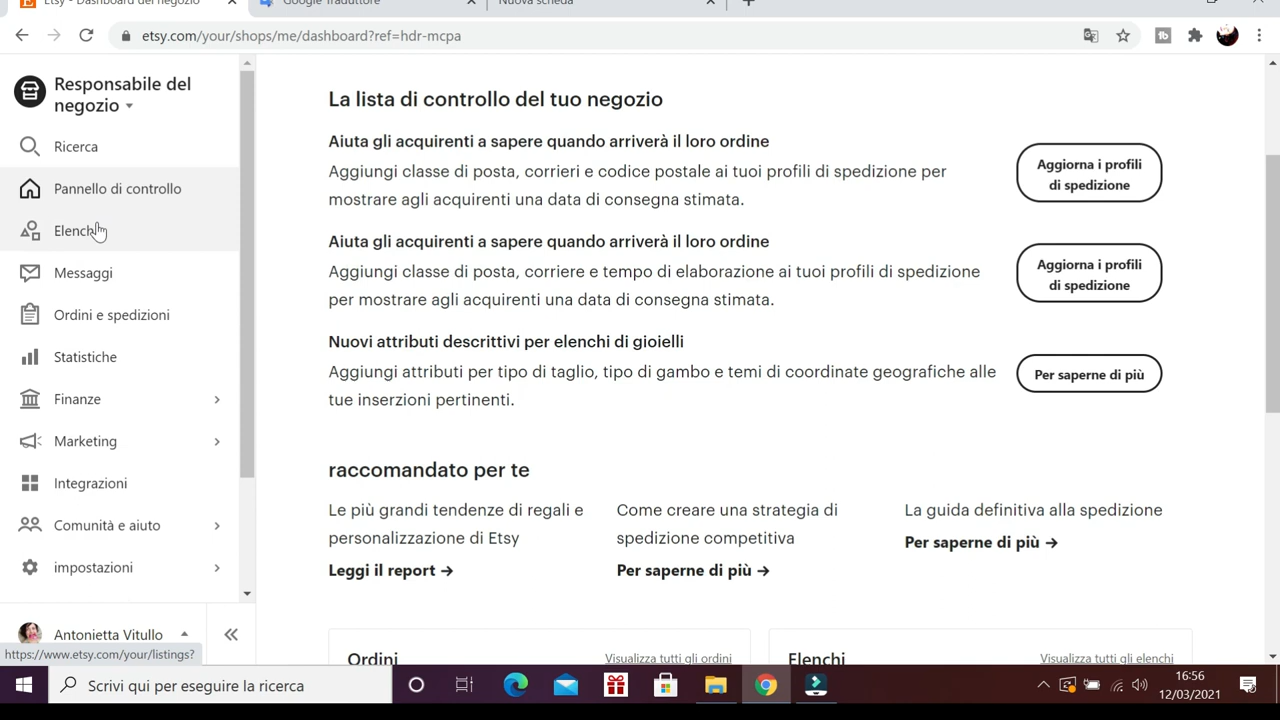 Etsy - Dashboard del negozio
Google Traduttore
Nuova scheda
etsy.com/your/shops/me/dashboard?ref=hdr-mcpa
Responsabile del
negozio
Ricerca
Pannello di controllo
Elenchi
Messaggi
Ordini e spedizioni
Statistiche
Finanze
Marketing
Integrazioni
Comunità e aiuto
impostazioni
Antonietta Vitullo
https://www.etsy.com/your/listings?
La lista di controllo del tuo negozio
Aiuta gli acquirenti a sapere quando arriverà il loro ordine
Aggiungi classe di posta, corrieri e codice postale ai tuoi profili di spedizione per
mostrare agli acquirenti una data di consegna stimata.
Aggiorna i profili
di spedizione
Aiuta gli acquirenti a sapere quando arriverà il loro ordine
Aggiungi classe di posta, corriere e tempo di elaborazione ai tuoi profili di spedizione
per mostrare agli acquirenti una data di consegna stimata.
Aggiorna i profili
di spedizione
Nuovi attributi descrittivi per elenchi di gioielli
Aggiungi attributi per tipo di taglio, tipo di gambo e temi di coordinate geografiche alle
tue inserzioni pertinenti.
Per saperne di più
raccomandato per te
Le più grandi tendenze di regali e
personalizzazione di Etsy
Leggi il report →
Come creare una strategia di
spedizione competitiva
Per saperne di più →
La guida definitiva alla spedizione
Per saperne di più →
Ordini
Visualizza tutti gli ordini
Elenchi
Visualizza tutti gli elenchi
Scrivi qui per eseguire la ricerca
16:56
12/03/2021